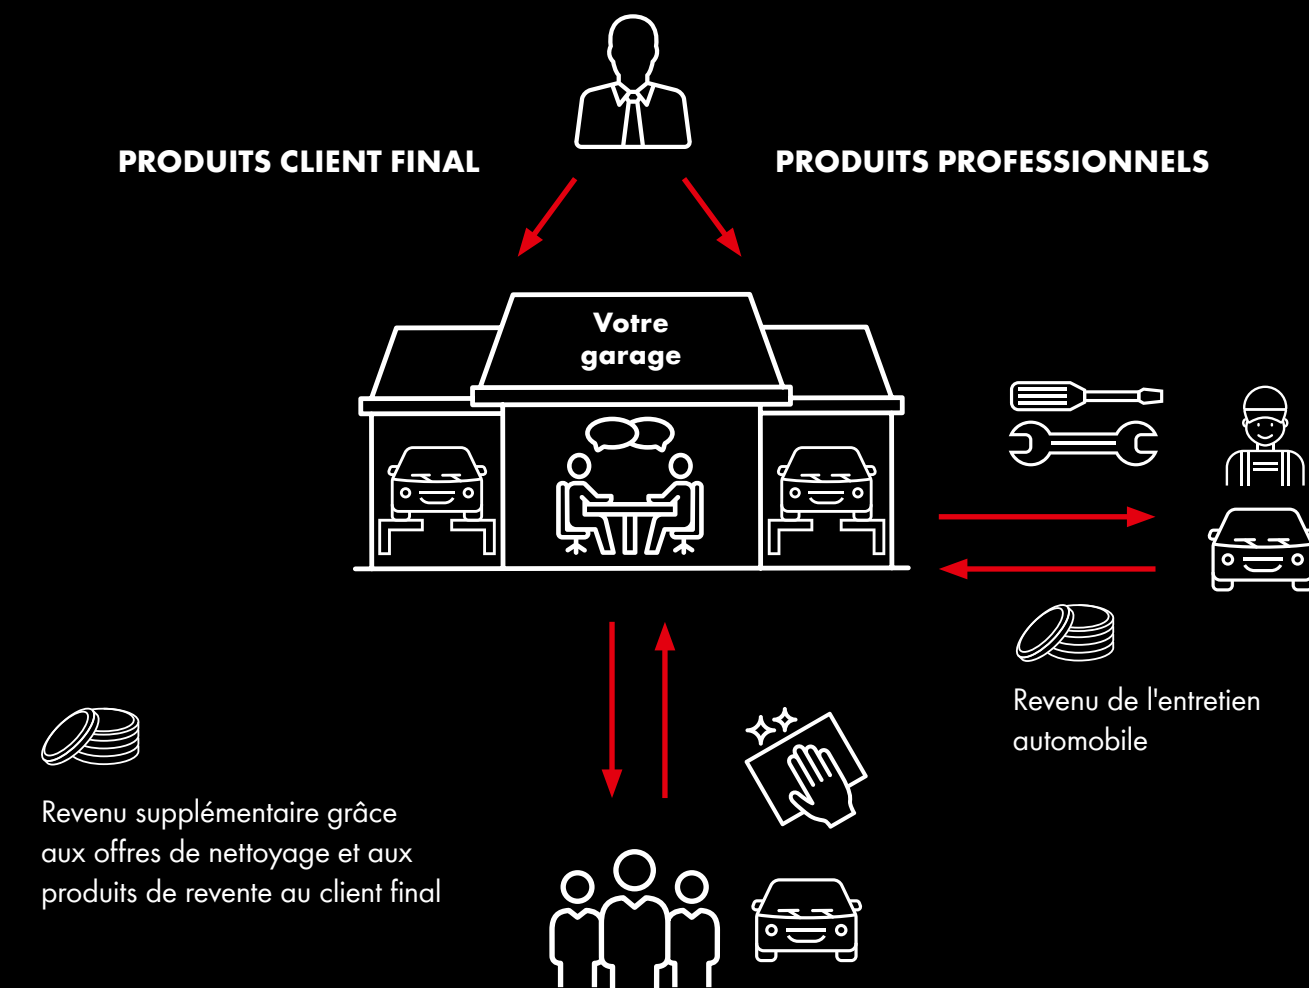 PRODUITS CLIENT FINAL
PRODUITS PROFESSIONNELS
Votre
garage
Revenu de l'entretien
automobile
Revenu supplémentaire grâce
aux offres de nettoyage et aux
produits de revente au client final